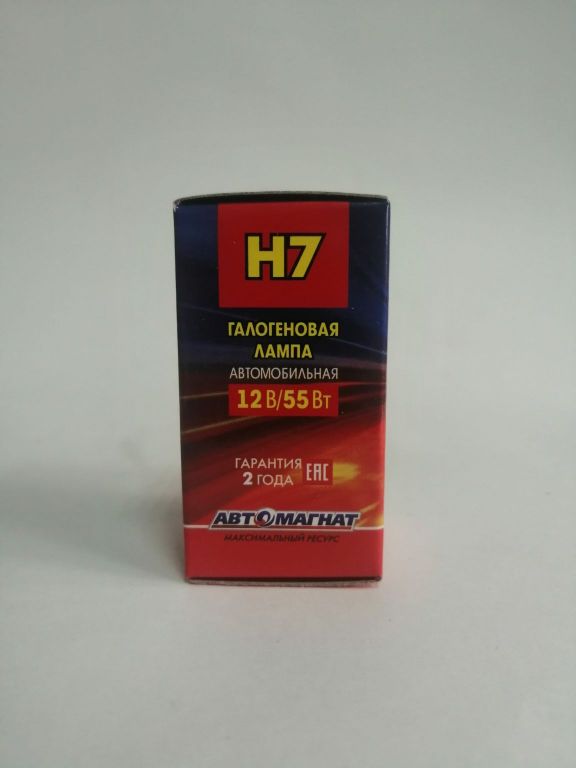 H7
ГАЛОГЕНОВАЯ
ЛАМПА
АВТОМОБИЛЬНАЯ
12 В/55 Вт
ГАРАНТИЯ
2 ГОДА
EAC
АВТОМАГНАТ
МАКСИМАЛЬНЫЙ РЕСУРС